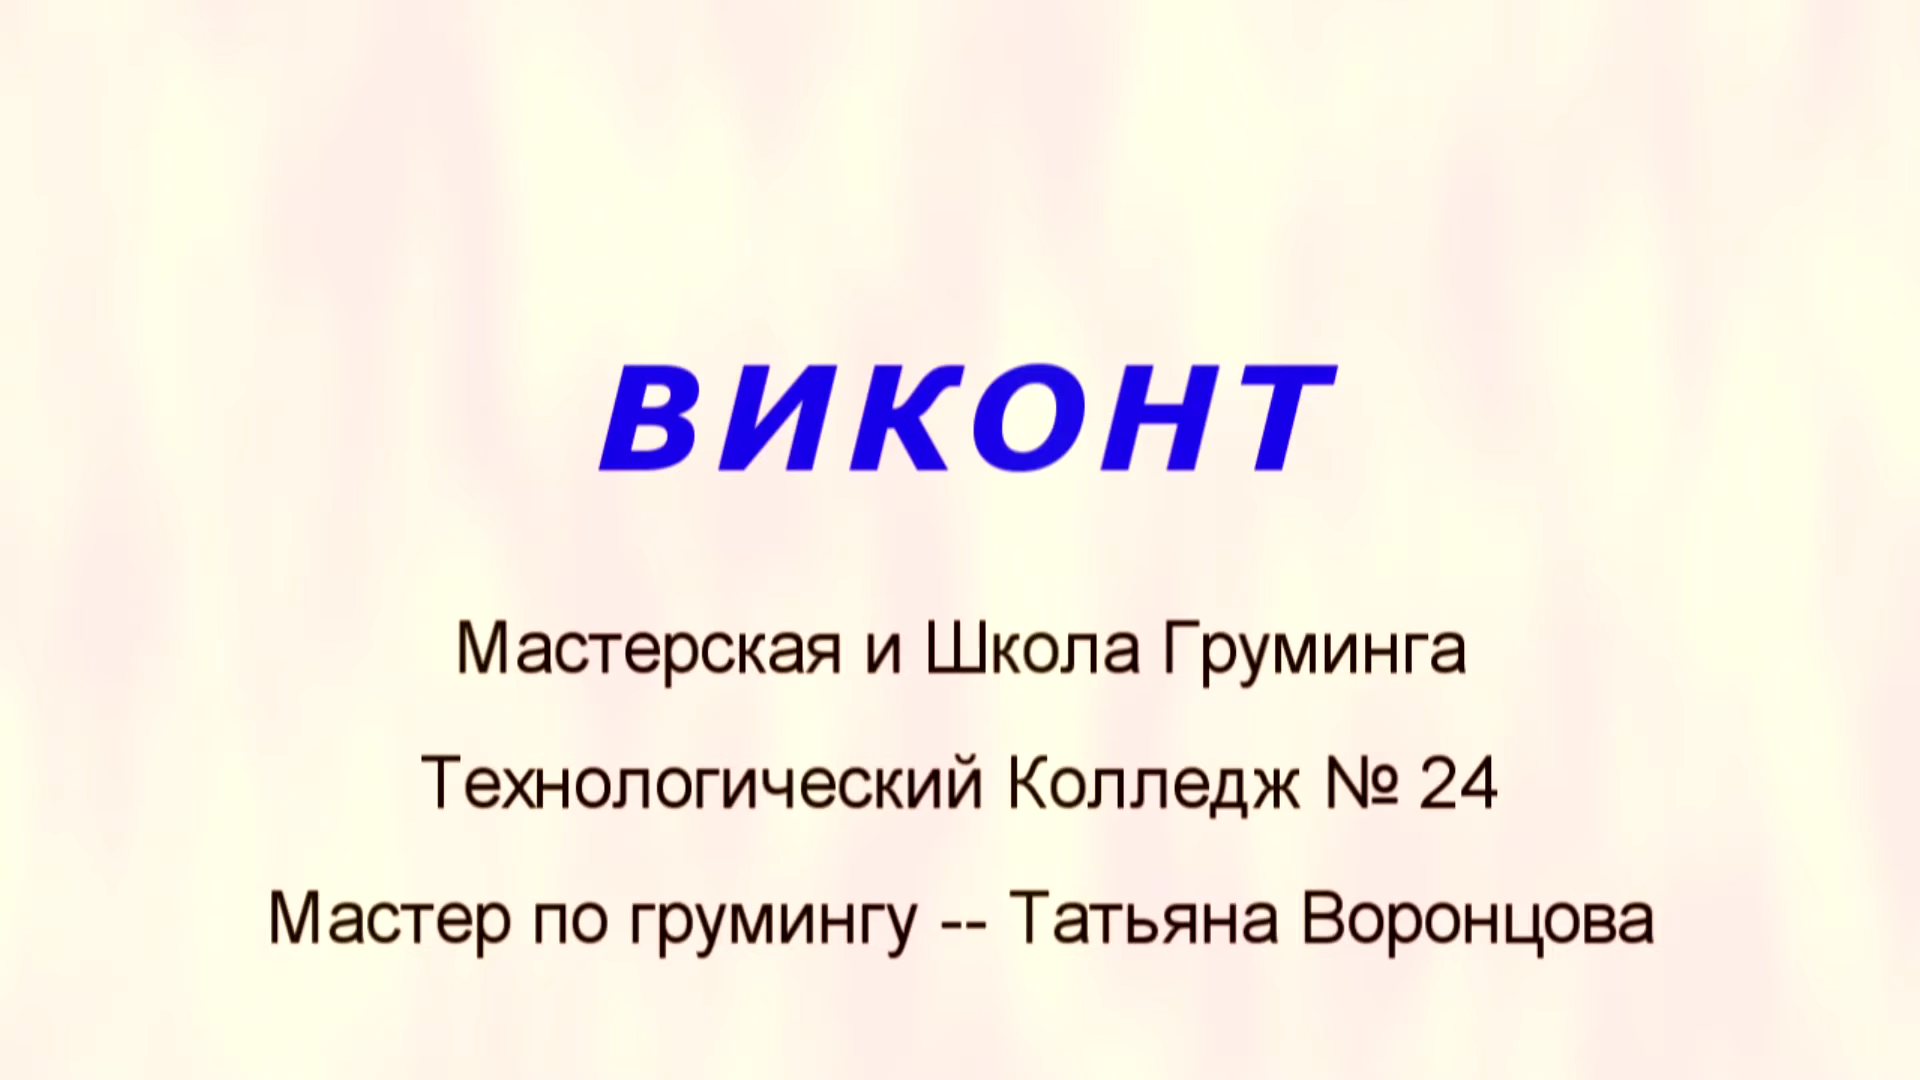 ВИКОНТ
Мастерская и Школа Груминга
Технологический Колледж № 24
Мастер по грумингу -- Татьяна Воронцова